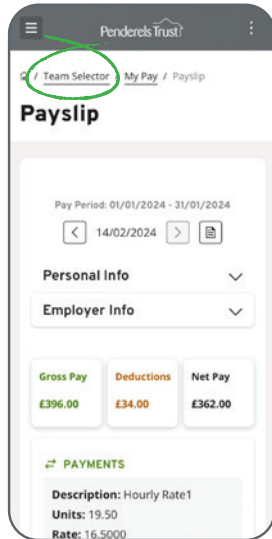 Penderels Trust
/ Team Selector / My Pay / Payslip
Payslip
Pay Period: 01/01/2024 - 31/01/2024
14/02/2024
Personal Info
Employer Info
Gross Pay Deductions Net Pay
£396.00 £34.00 £362.00
PAYMENTS
Description: Hourly Rate1
Units: 19.50
Rate: 16.5000